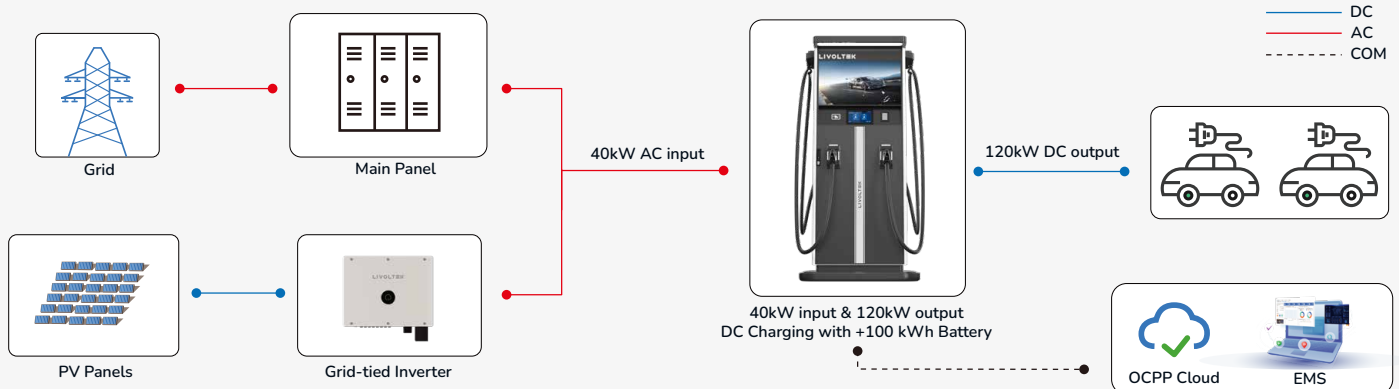 DC
AC
COM
LIVOLTEK
Grid
Main Panel
40kW AC input
120kW DC output
LIVOLTEK
LIVOLTEK
PV Panels
Grid-tied Inverter
40kW input & 120kW output
DC Charging with +100 kWh Battery
OCPP Cloud
EMS